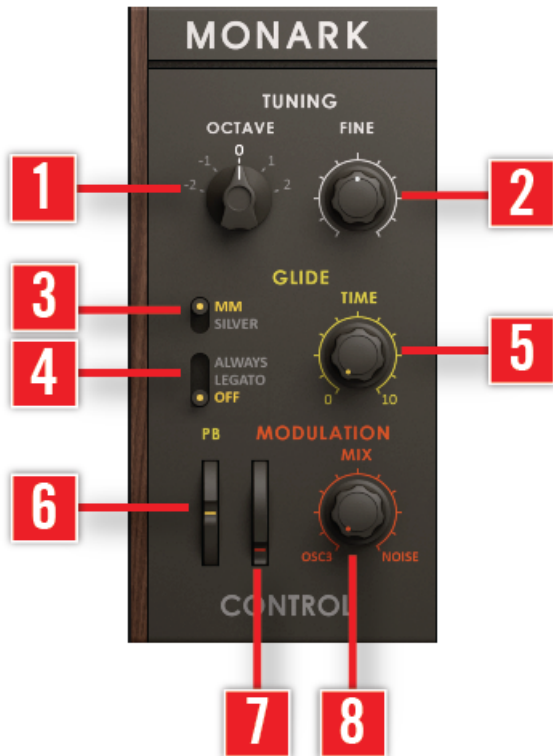 MONARK
TUNING
OCTAVE FINE
0
-1 1
1 -2 2 2
GLIDE
TIME
3 MM
SILVER
4 ALWAYS
LEGATO
OFF
5
0 10
PB MODULATION
MIX
6
OSC3 NOISE
CONTROL
7 8